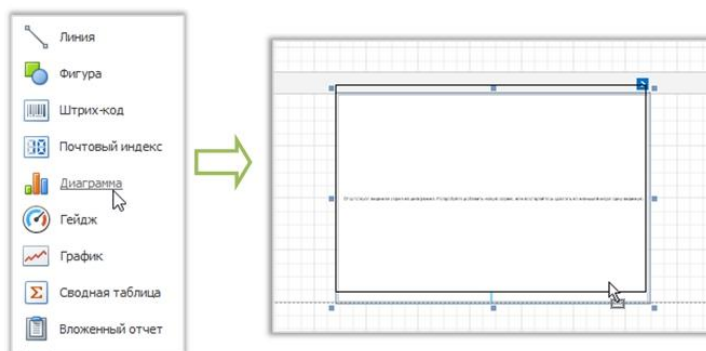 Линия
Фигура
Штрих-код
Почтовый индекс
Диаграмма
Гейдж
График
Сводная таблица
Вложенный отчет